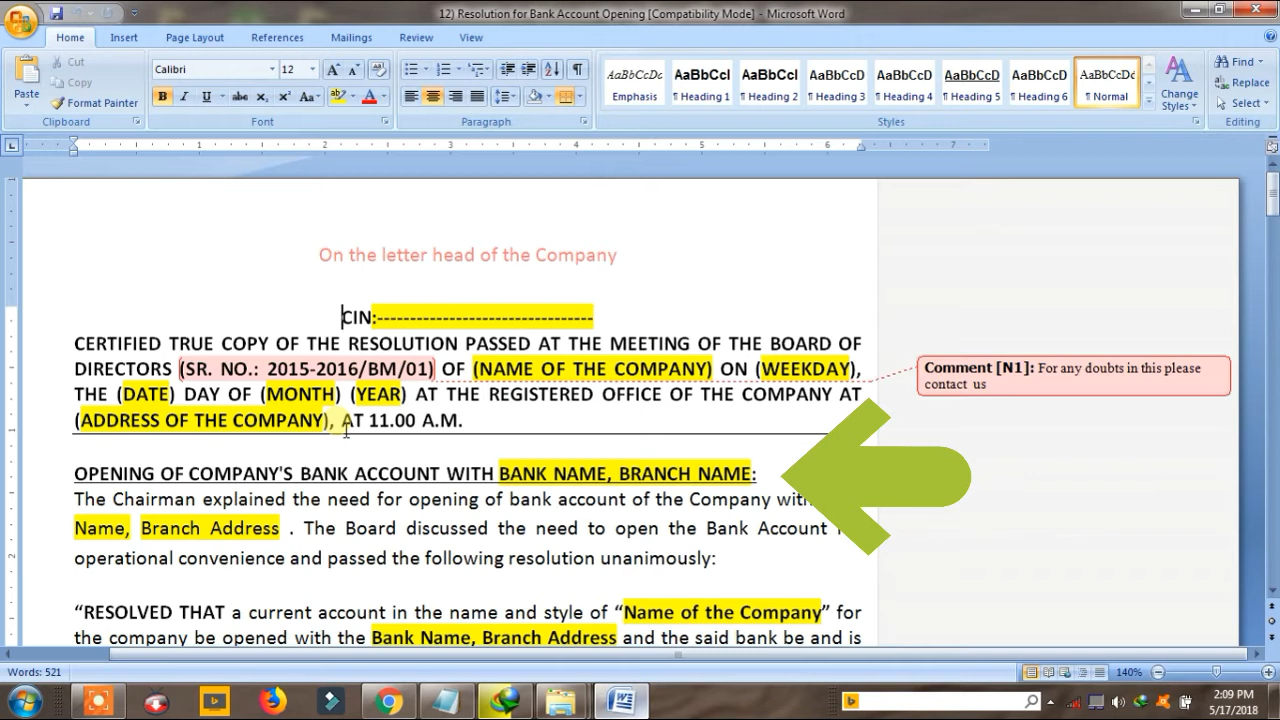 12) Resolution for Bank Account Opening [Compatibility Mode] - Microsoft Word
Home Insert Page Layout References Mailings Review View
Paste
Cut
Copy
Format Painter
Clipboard
Calibri 12
Font
Paragraph
AaBbCcDc AaBbCcI AaBbCcI AaBbCcD AaBbCcD AaBbCcD AaBbCcD AaBbCcDc
Emphasis ¶ Heading 1 ¶ Heading 2 ¶ Heading 3 ¶ Heading 4 ¶ Heading 5 ¶ Heading 6 ¶ Normal
Change Styles
Styles
Find
Replace
Select
Editing
1 2 3 4 5 6 7
On the letter head of the Company
CIN:---------------------------------
CERTIFIED TRUE COPY OF THE RESOLUTION PASSED AT THE MEETING OF THE BOARD OF
DIRECTORS (SR. NO.: 2015-2016/BM/01) OF (NAME OF THE COMPANY) ON (WEEKDAY),
THE (DATE) DAY OF (MONTH) (YEAR) AT THE REGISTERED OFFICE OF THE COMPANY AT
(ADDRESS OF THE COMPANY), AT 11.00 A.M.
Comment [N1]: For any doubts in this please
contact us
OPENING OF COMPANY'S BANK ACCOUNT WITH BANK NAME, BRANCH NAME:
The Chairman explained the need for opening of bank account of the Company with
Name, Branch Address . The Board discussed the need to open the Bank Account
operational convenience and passed the following resolution unanimously:
“RESOLVED THAT a current account in the name and style of “Name of the Company” for
the company be opened with the Bank Name, Branch Address and the said bank be and is
Words: 521
140%
2:09 PM
5/17/2018